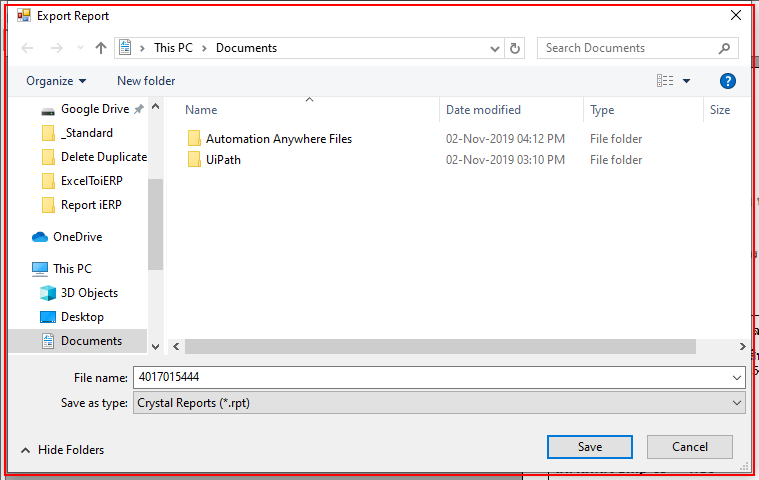 Export Report
This PC > Documents
Search Documents
Organize
New folder
Name
Date modified
Type
Size
Google Drive
_Standard
Delete Duplicate
ExcelToiERP
Report iERP
OneDrive
This PC
3D Objects
Desktop
Documents
Automation Anywhere Files 02-Nov-2019 04:12 PM File folder
UiPath 02-Nov-2019 03:10 PM File folder
File name: 4017015444
Save as type: Crystal Reports (*.rpt)
Hide Folders
Save
Cancel